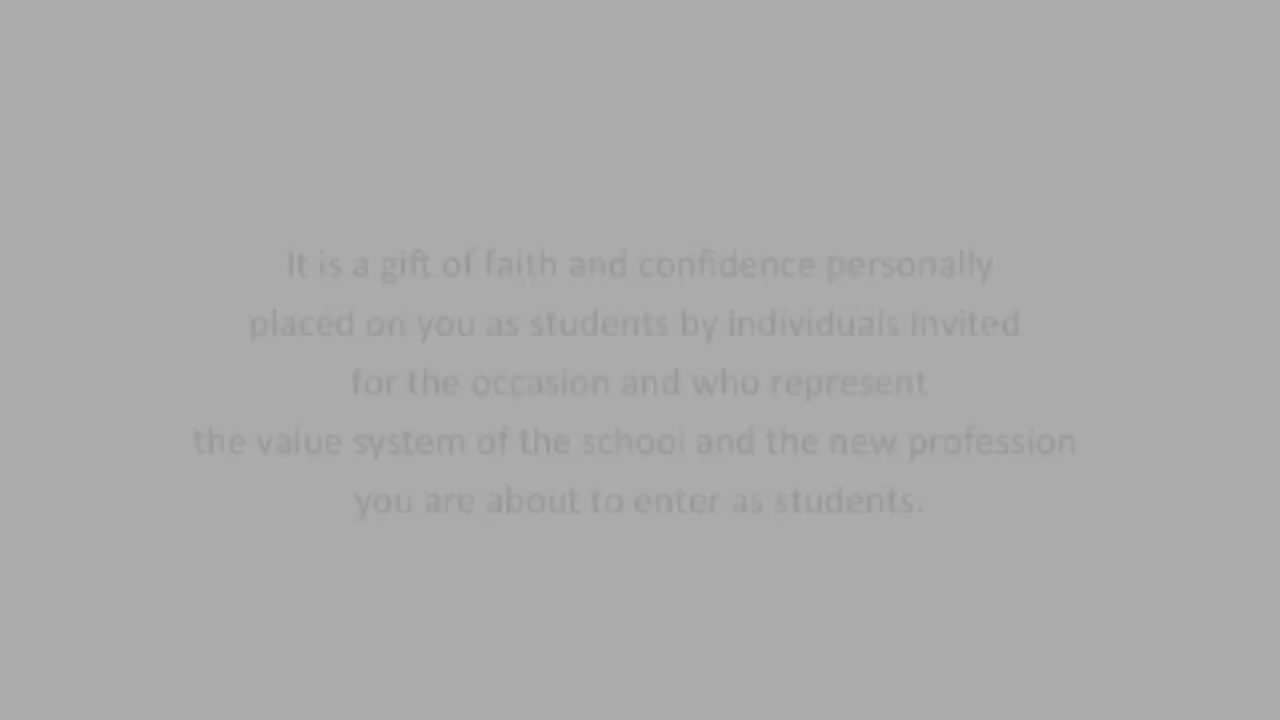 It is a gift of faith and confidence personally
placed on you as students by individuals invited
for the occasion and who represent
the value system of the school and the new profession
you are about to enter as students.